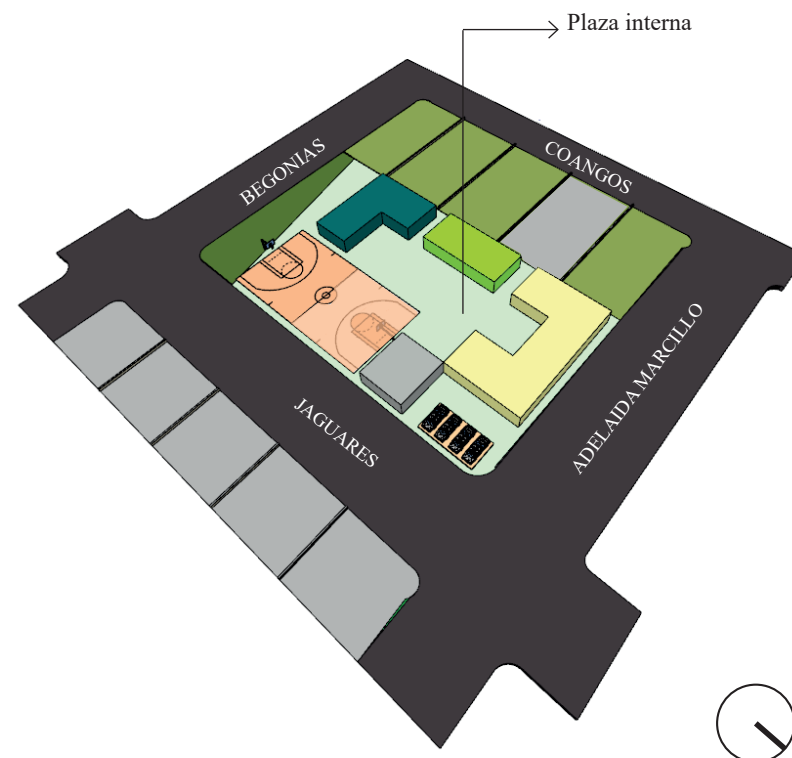 Plaza interna
COANGOS
BEGONIAS
ADELAIDA MARCILLO
JAGUARES